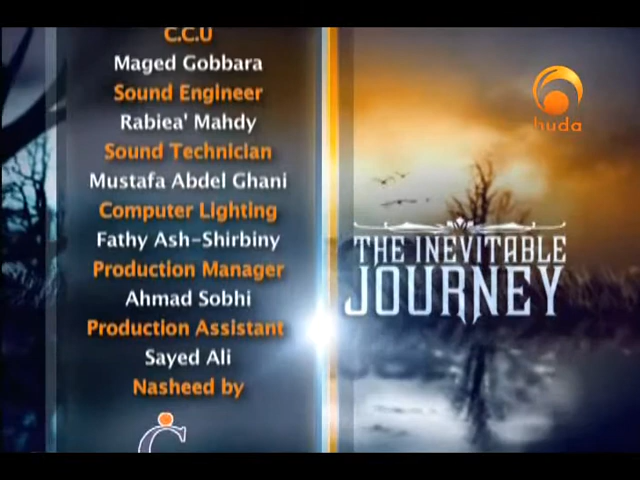 C.C.U
Maged Gobbara
Sound Engineer
Rabiea' Mahdy
Sound Technician
Mustafa Abdel Ghani
Computer Lighting
Fathy Ash-Shirbiny
Production Manager
Ahmad Sobhi
Production Assistant
Sayed Ali
Nasheed by
huda
THE INEVITABLE
JOURNEY